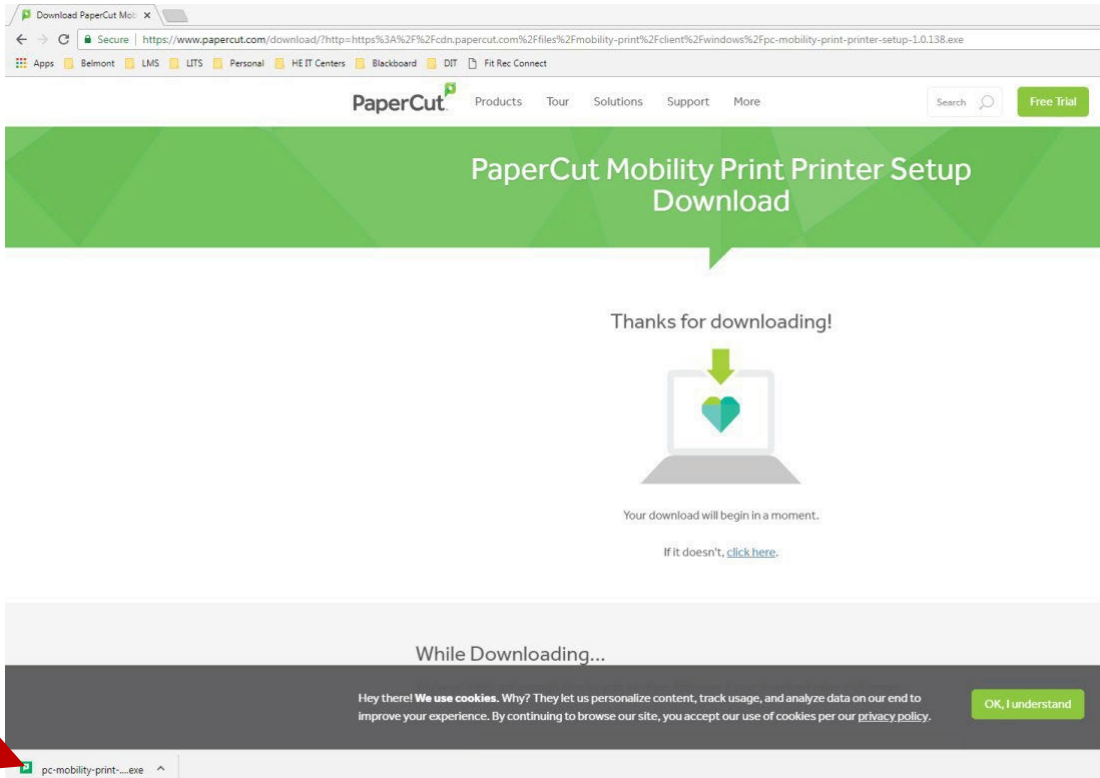 Download PaperCut Mob
Secure | https://www.papercut.com/download/?http=https%3A%2F%2Fcdn.papercut.com%2Ffiles%2Fmobility-print%2Fclient%2Fwindows%2Fpc-mobility-print-printer-setup-1.0.138.exe
Apps Belmont LMS LITS Personal HE IT Centers Blackboard DIT Fit Rec Connect
PaperCut Products Tour Solutions Support More Search Free Trial
PaperCut Mobility Print Printer Setup
Download
Thanks for downloading!
Your download will begin in a moment.
If it doesn't, click here.
While Downloading...
Hey there! We use cookies. Why? They let us personalize content, track usage, and analyze data on our end to
improve your experience. By continuing to browse our site, you accept our use of cookies per our privacy policy.
OK, I understand
pc-mobility-print-....exe